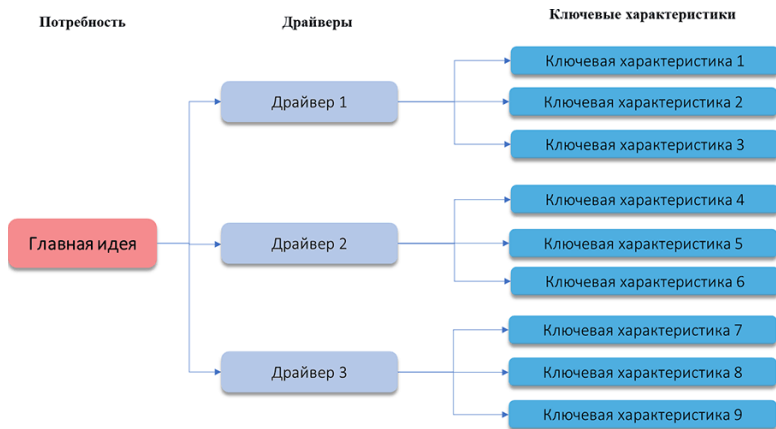 Потребность
Драйверы
Ключевые характеристики
Главная идея
Драйвер 1
Ключевая характеристика 1
Ключевая характеристика 2
Ключевая характеристика 3
Драйвер 2
Ключевая характеристика 4
Ключевая характеристика 5
Ключевая характеристика 6
Драйвер 3
Ключевая характеристика 7
Ключевая характеристика 8
Ключевая характеристика 9